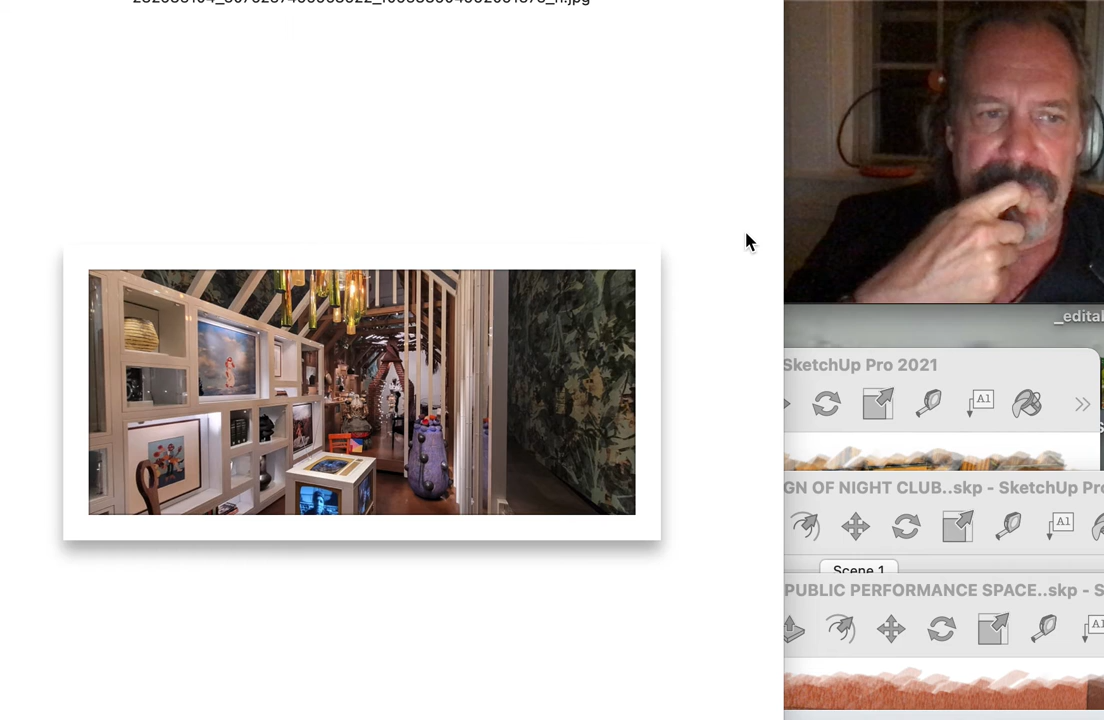 _edital
SketchUp Pro 2021
A1
GN OF NIGHT CLUB..skp - SketchUp Pro
A1
Scene 1
PUBLIC PERFORMANCE SPACE..skp - S
A1